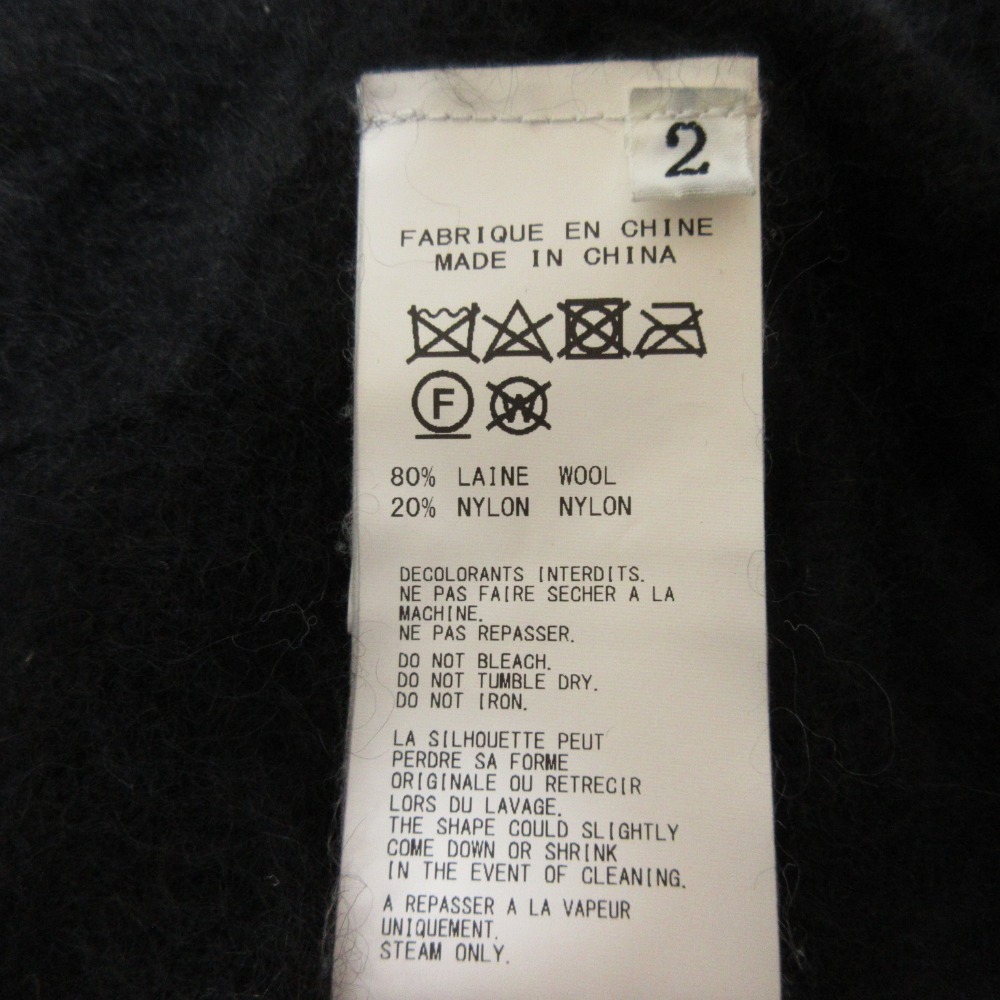 2
FABRIQUE EN CHINE
MADE IN CHINA
F W
80% LAINE WOOL
20% NYLON NYLON
DECOLORANTS INTERDITS.
NE PAS FAIRE SECHER A LA
MACHINE.
NE PAS REPASSER.
DO NOT BLEACH.
DO NOT TUMBLE DRY.
DO NOT IRON.
LA SILHOUETTE PEUT
PERDRE SA FORME
ORIGINALE OU RETRECIR
LORS DU LAVAGE.
THE SHAPE COULD SLIGHTLY
COME DOWN OR SHRINK
IN THE EVENT OF CLEANING.
A REPASSER A LA VAPEUR
UNIQUEMENT.
STEAM ONLY.